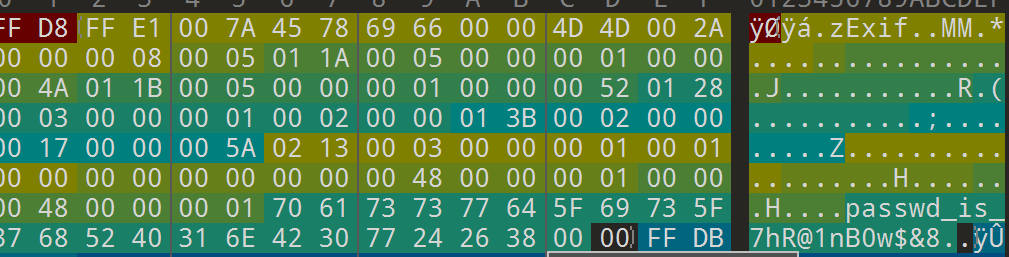 0 1 2 3 4 5 6 7 8 9 A B C D E F 0123456789ABCDEF
FF D8 FF E1 00 7A 45 78 69 66 00 00 4D 4D 00 2A ÿØÿá.zExif..MM.*
00 00 00 08 00 05 01 1A 00 05 00 00 00 01 00 00 ................
00 4A 01 1B 00 05 00 00 00 01 00 00 00 52 01 28 .J...........R.(
00 03 00 00 00 01 00 02 00 00 01 3B 00 02 00 00 ...........;....
00 17 00 00 00 5A 02 13 00 03 00 00 00 01 00 01 .....Z..........
00 00 00 00 00 00 00 00 00 48 00 00 00 01 00 00 .........H......
00 48 00 00 00 01 70 61 73 73 77 64 5F 69 73 5F .H....passwd_is_
37 68 52 40 31 6E 42 30 77 24 26 38 00 00 FF DB 7hR@1nB0w$&8..ÿÛ